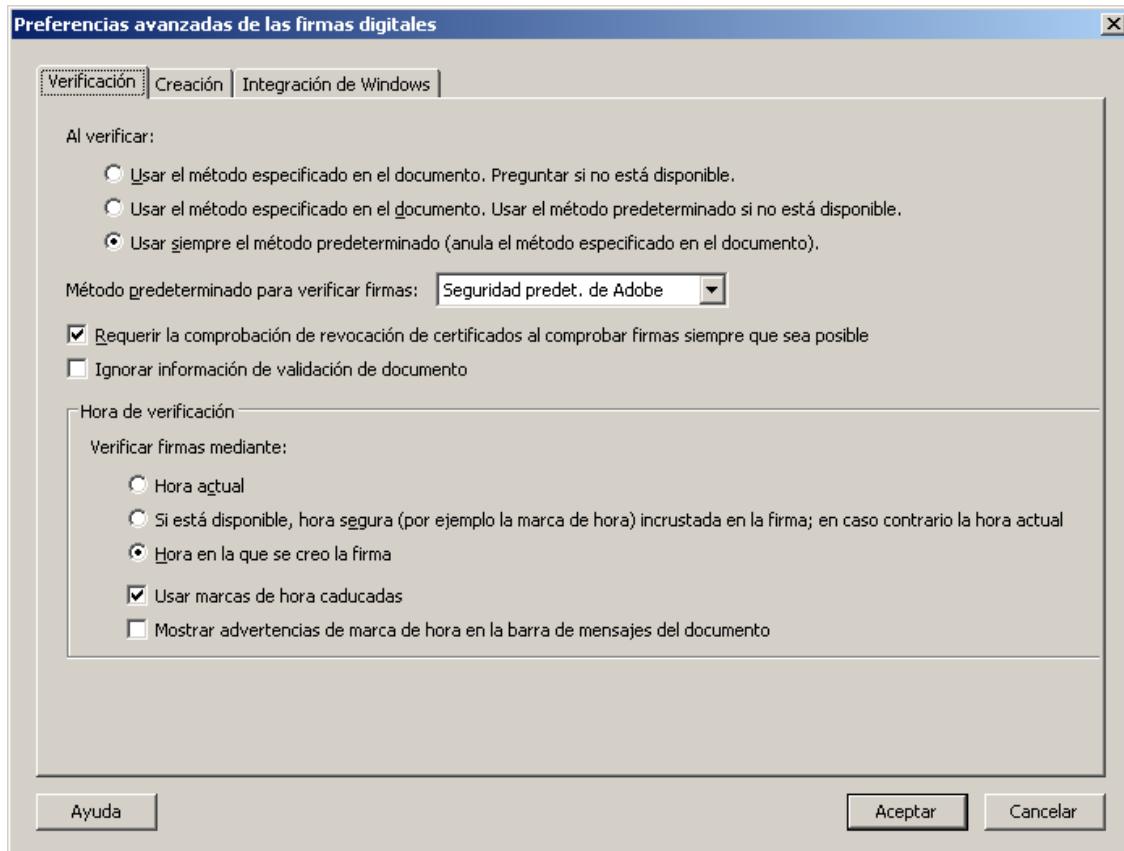 Preferencias avanzadas de las firmas digitales
Verificación
Creación
Integración de Windows
Al verificar:
Usar el método especificado en el documento. Preguntar si no está disponible.
Usar el método especificado en el documento. Usar el método predeterminado si no está disponible.
Usar siempre el método predeterminado (anula el método especificado en el documento).
Método predeterminado para verificar firmas: Seguridad predet. de Adobe
Requerir la comprobación de revocación de certificados al comprobar firmas siempre que sea posible
Ignorar información de validación de documento
Hora de verificación
Verificar firmas mediante:
Hora actual
Si está disponible, hora segura (por ejemplo la marca de hora) incrustada en la firma; en caso contrario la hora actual
Hora en la que se creo la firma
Usar marcas de hora caducadas
Mostrar advertencias de marca de hora en la barra de mensajes del documento
Ayuda
Aceptar
Cancelar